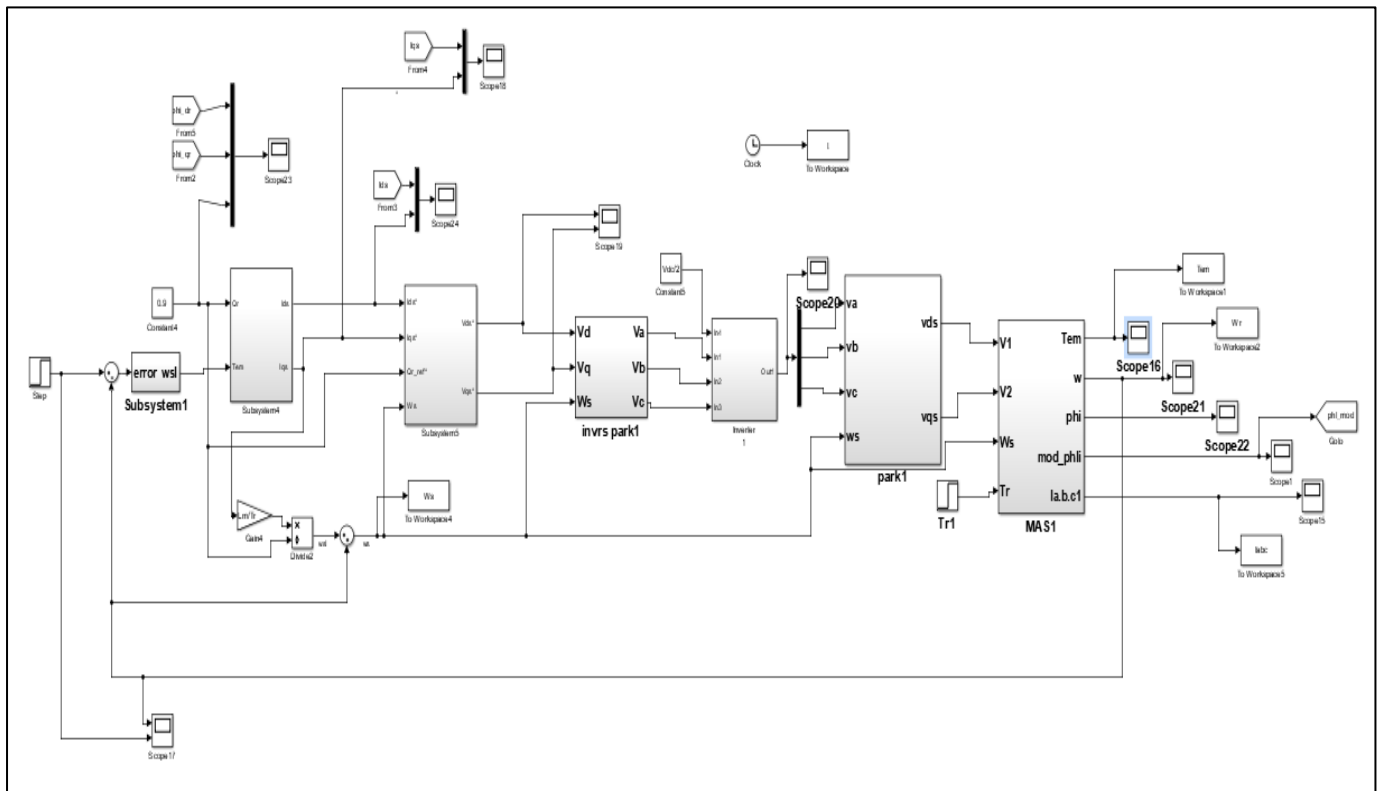 Iqs
From4
Scope18
phi_dr
From5
phi_qr
From2
Scope23
Clock
t
To Workspace
Ids
From3
Scope24
Scope19
0.9
Constant4
Qr
Tem
Ids
Iqs
Subsystem4
Ids*
Iqs*
Qr_ref*
Ws
Vds*
Vqs*
Subsystem5
Vdc/2
Constant5
Scope20
Step
error wsl
Subsystem1
Vd
Vq
Ws
Va
Vb
Vc
invrs park1
In1
In2
In3
Out1
Inverter
1
va
vb
vc
ws
vds
vqs
park1
V1
V2
Ws
Tr
Tem
w
phi
mod_phIi
Ia.b.c1
MAS1
Tr1
Tem
To Workspace1
Scope16
Wr
To Workspace2
Scope21
Scope22
phi_mod
Goto
Scope1
Scope15
Iabc
To Workspace5
Lm/Tr
Gain4
×
÷
Divide2
wsl
ws
Ws
To Workspace4
Scope17